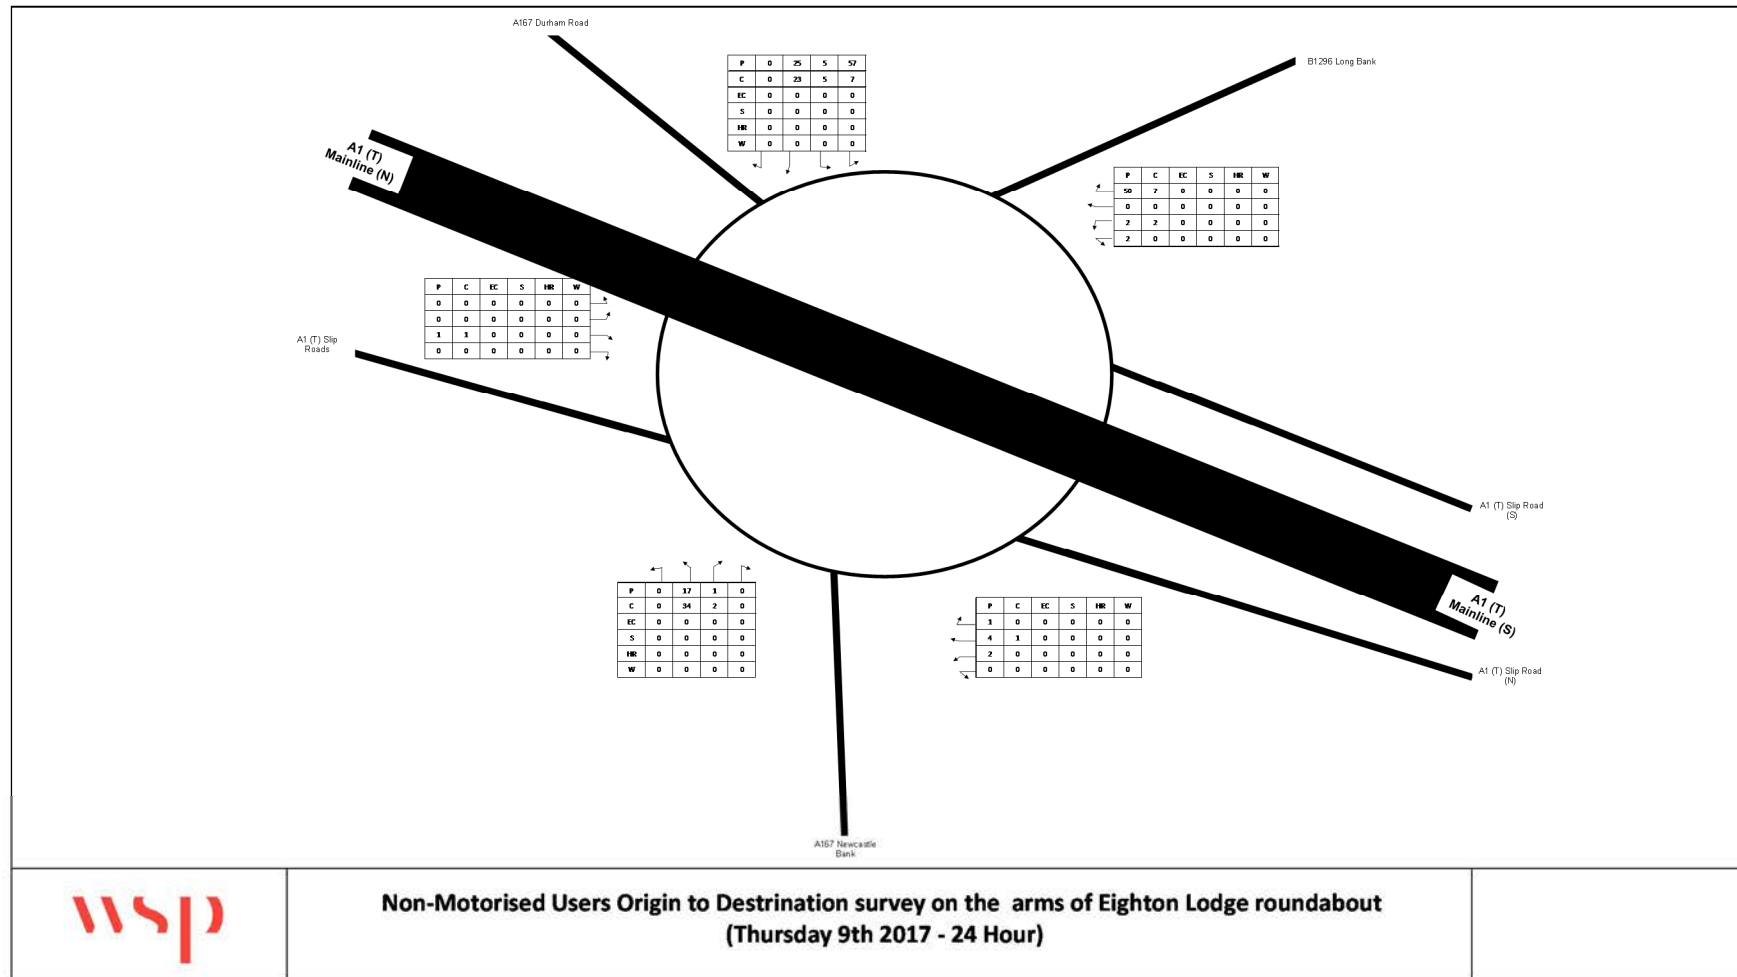 A167 Durham Road
B1296 Long Bank
P 0 25 5 57
C 0 23 5 7
EC 0 0 0 0
S 0 0 0 0
HR 0 0 0 0
W 0 0 0 0
A1 (T)
Mainline (N)
P C EC S HR W
50 7 0 0 0 0
0 0 0 0 0 0
2 2 0 0 0 0
2 0 0 0 0 0
P C EC S HR W
0 0 0 0 0 0
0 0 0 0 0 0
1 1 0 0 0 0
0 0 0 0 0 0
A1 (T) Slip
Roads
A1 (T) Slip Road
(S)
P 0 17 1 0
C 0 34 2 0
EC 0 0 0 0
S 0 0 0 0
HR 0 0 0 0
W 0 0 0 0
P C EC S HR W
1 0 0 0 0 0
4 1 0 0 0 0
2 0 0 0 0 0
0 0 0 0 0 0
A1 (T)
Mainline (S)
A1 (T) Slip Road
(N)
A167 Newcastle
Bank
wsp
Non-Motorised Users Origin to Destrination survey on the arms of Eighton Lodge roundabout
(Thursday 9th 2017 - 24 Hour)